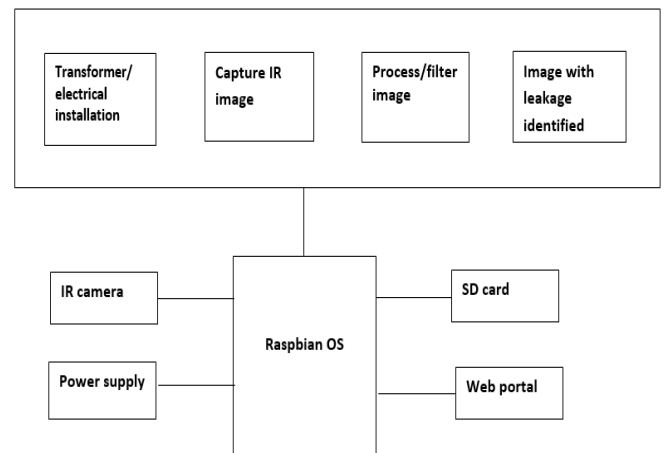 Transformer/
electrical
installation
Capture IR
image
Process/filter
image
Image with
leakage
identified
IR camera
SD card
Raspbian OS
Power supply
Web portal